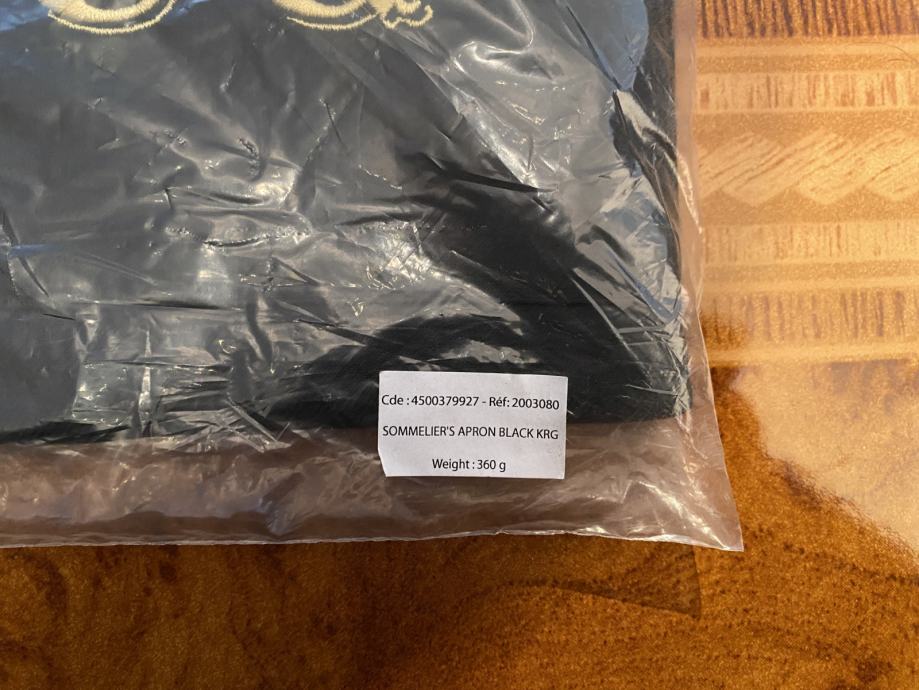 Cde : 4500379927 - Réf: 2003080
SOMMELIER'S APRON BLACK KRG
Weight : 360 g